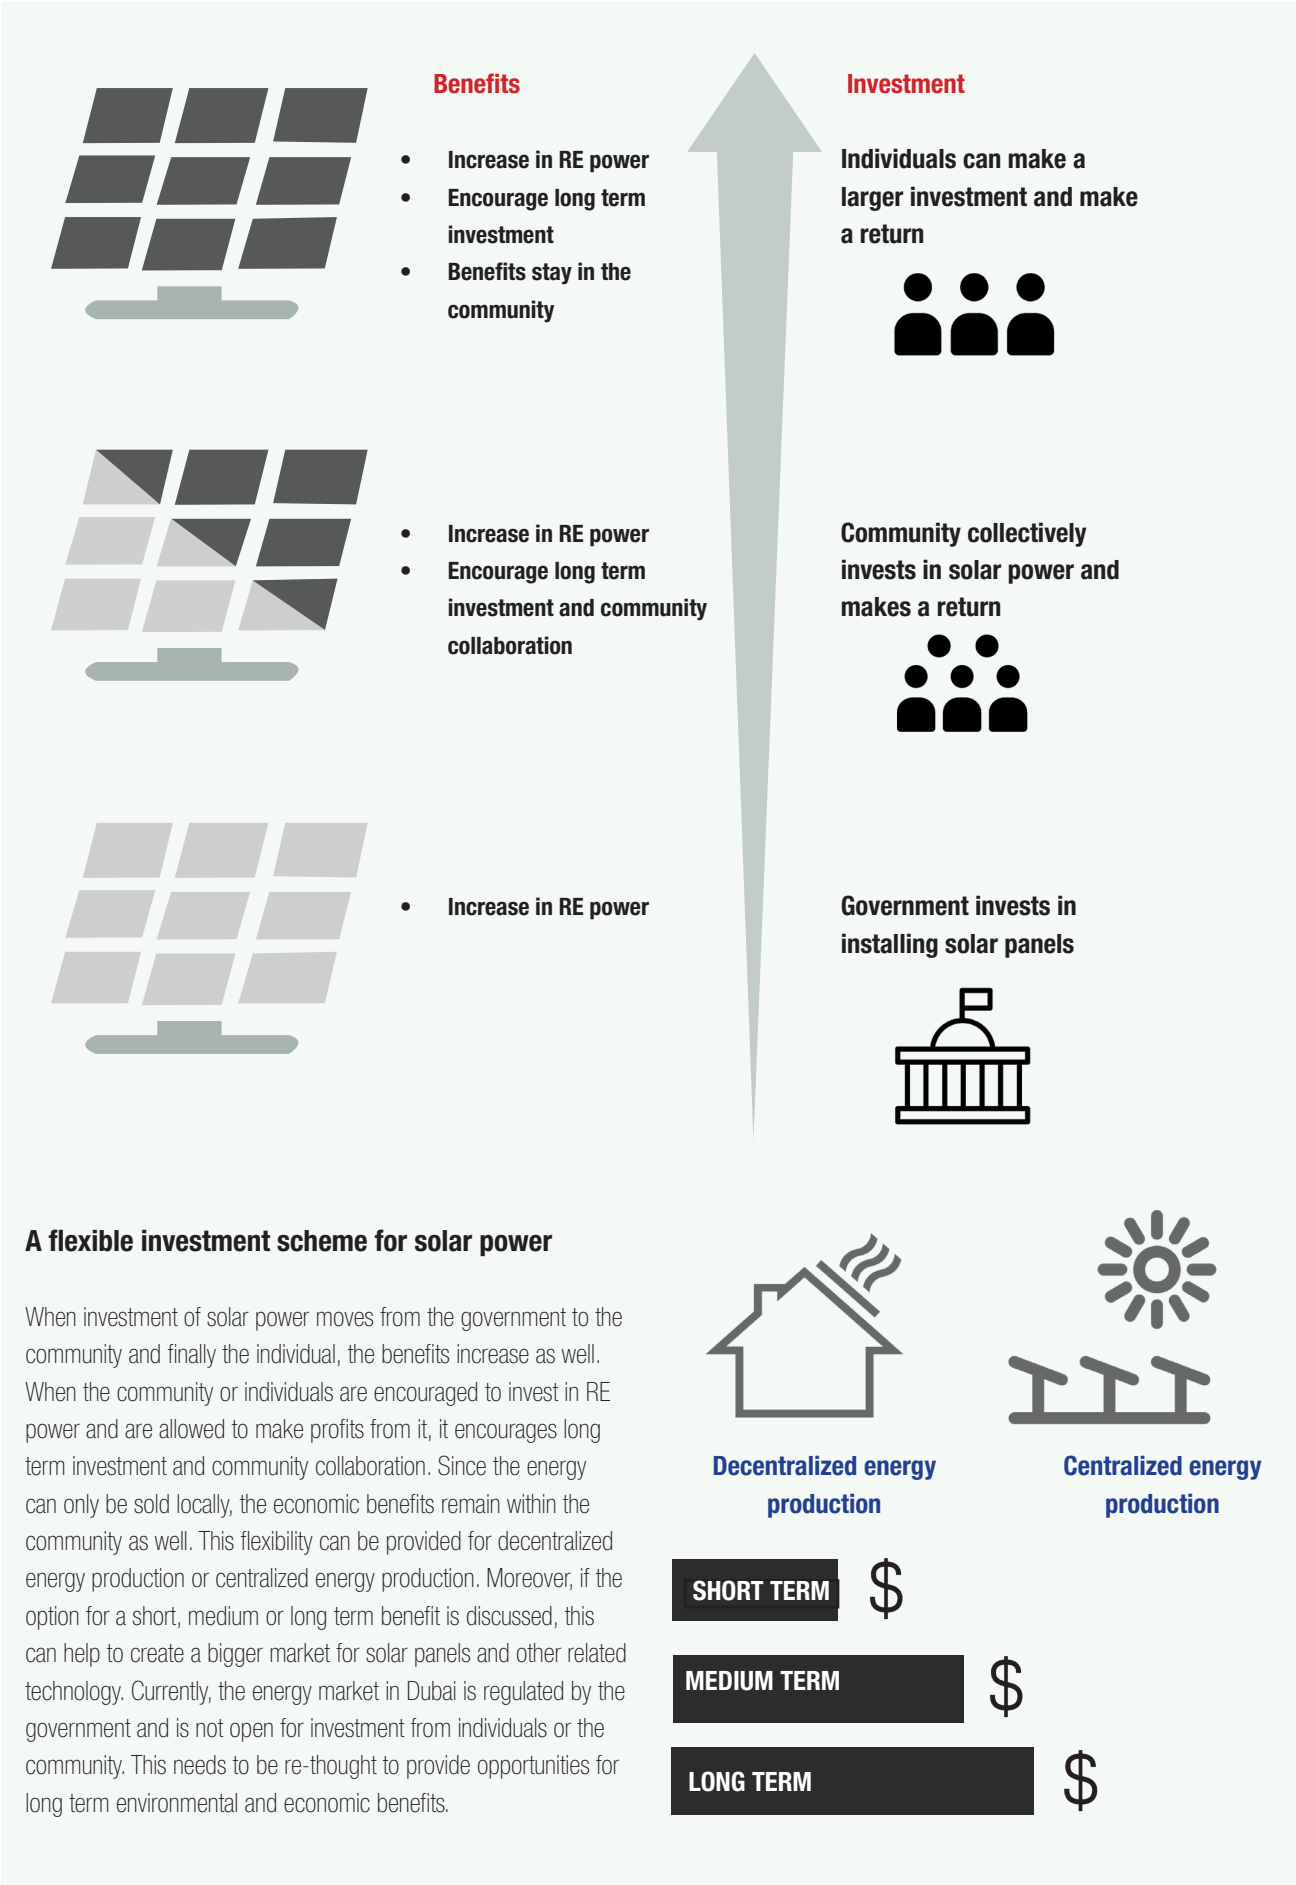 Benefits
Investment
• Increase in RE power
• Encourage long term
investment
• Benefits stay in the
community
Individuals can make a
larger investment and make
a return
• Increase in RE power
• Encourage long term
investment and community
collaboration
Community collectively
invests in solar power and
makes a return
• Increase in RE power
Government invests in
installing solar panels
A flexible investment scheme for solar power
When investment of solar power moves from the government to the
community and finally the individual, the benefits increase as well.
When the community or individuals are encouraged to invest in RE
power and are allowed to make profits from it, it encourages long
term investment and community collaboration. Since the energy
can only be sold locally, the economic benefits remain within the
community as well. This flexibility can be provided for decentralized
energy production or centralized energy production. Moreover, if the
option for a short, medium or long term benefit is discussed, this
can help to create a bigger market for solar panels and other related
technology. Currently, the energy market in Dubai is regulated by the
government and is not open for investment from individuals or the
community. This needs to be re-thought to provide opportunities for
long term environmental and economic benefits.
Decentralized energy
production
Centralized energy
production
SHORT TERM $
MEDIUM TERM $
LONG TERM $